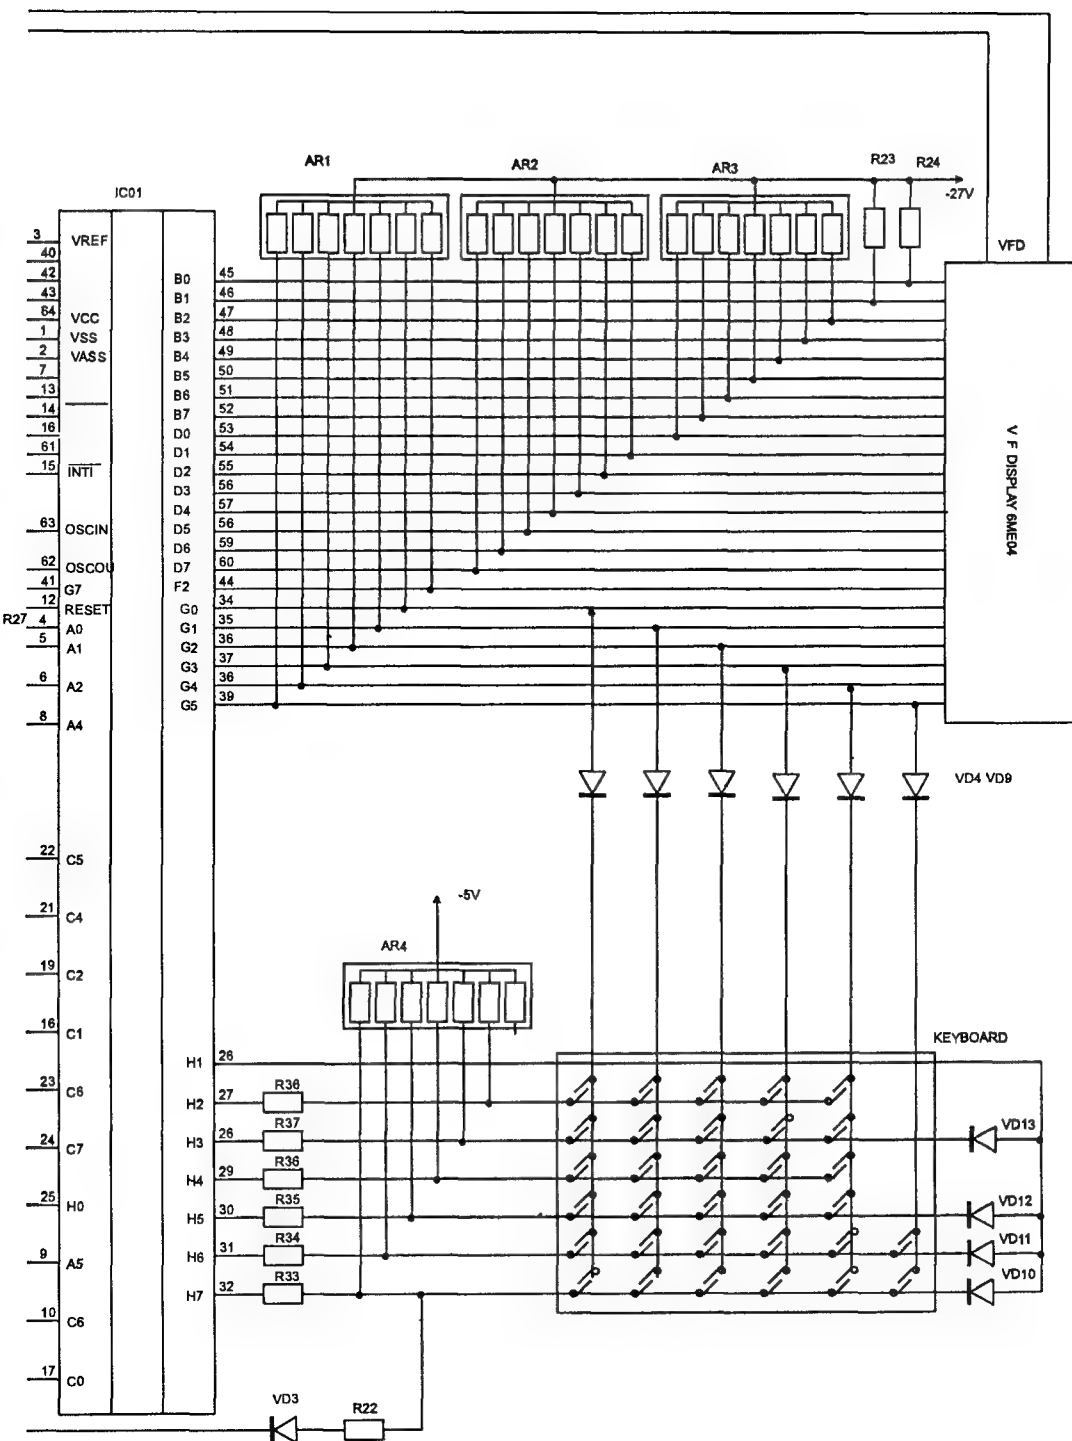 AR1
AR2
AR3
R23
R24
-27V
IC01
VFD
3 VREF
40
42
43
64 VCC
1 VSS
2 VASS
7
13
14
16
61
15 INTI
63 OSCIN
62 OSCOU
41 G7
12 RESET
R27 4 A0
5 A1
6 A2
8 A4
22 C5
21 C4
19 C2
16 C1
23 C6
24 C7
25 H0
9 A5
10 C6
17 C0
B0 45
B1 46
B2 47
B3 48
B4 49
B5 50
B6 51
B7 52
D0 53
D1 54
D2 55
D3 56
D4 57
D5 56
D6 59
D7 60
F2 44
G0 34
G1 35
G2 36
G3 37
G4 36
G5 39
V F DISPLAY 6ME04
VD4 VD9
-5V
AR4
KEYBOARD
H1 26
H2 27 R36
H3 26 R37
H4 29 R36
H5 30 R35
H6 31 R34
H7 32 R33
VD13
VD12
VD11
VD10
VD3
R22